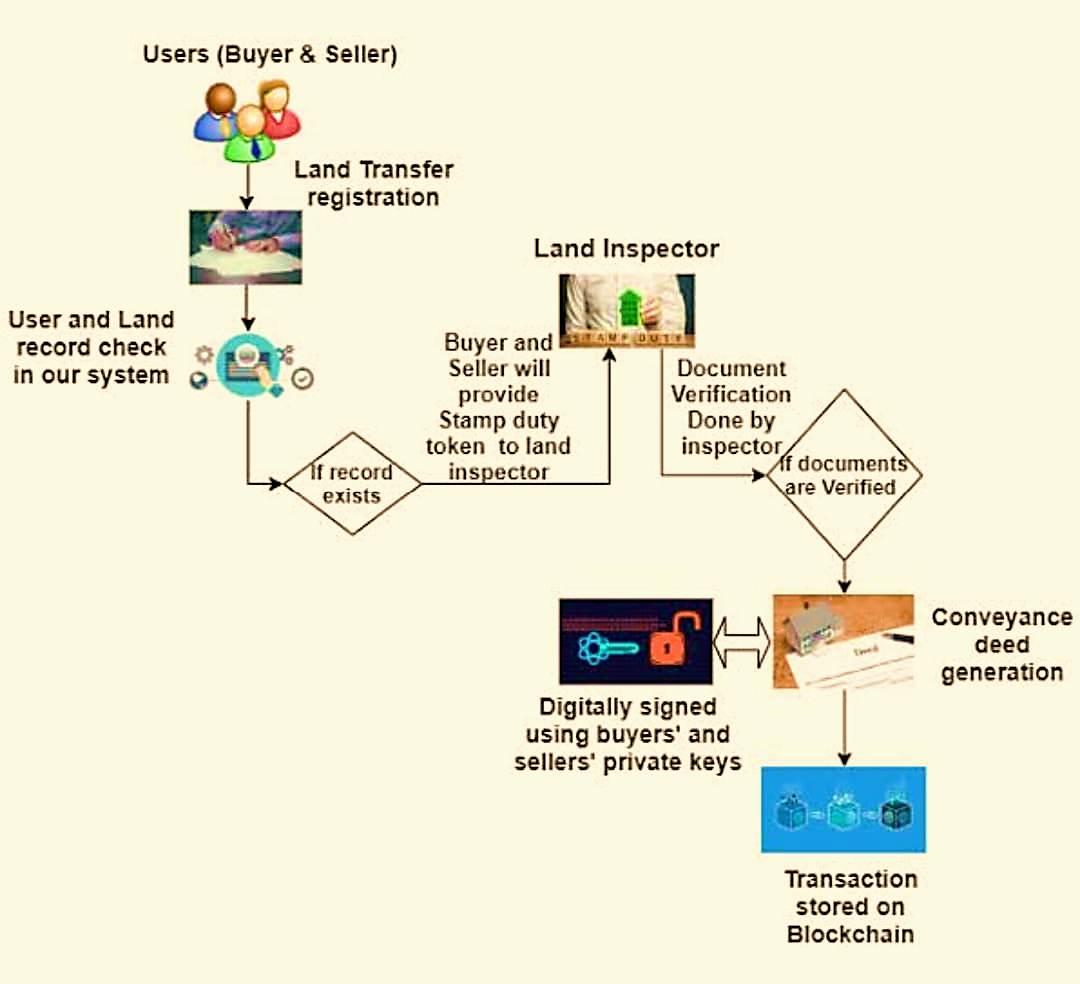 Users (Buyer & Seller)
Land Transfer
registration
User and Land
record check
in our system
If record
exists
Buyer and
Seller will
provide
Stamp duty
token to land
inspector
Land Inspector
STAMP DUTY
Document
Verification
Done by
inspector
If documents
are Verified
Conveyance
deed
generation
Deed
Digitally signed
using buyers' and
sellers' private keys
Transaction
stored on
Blockchain